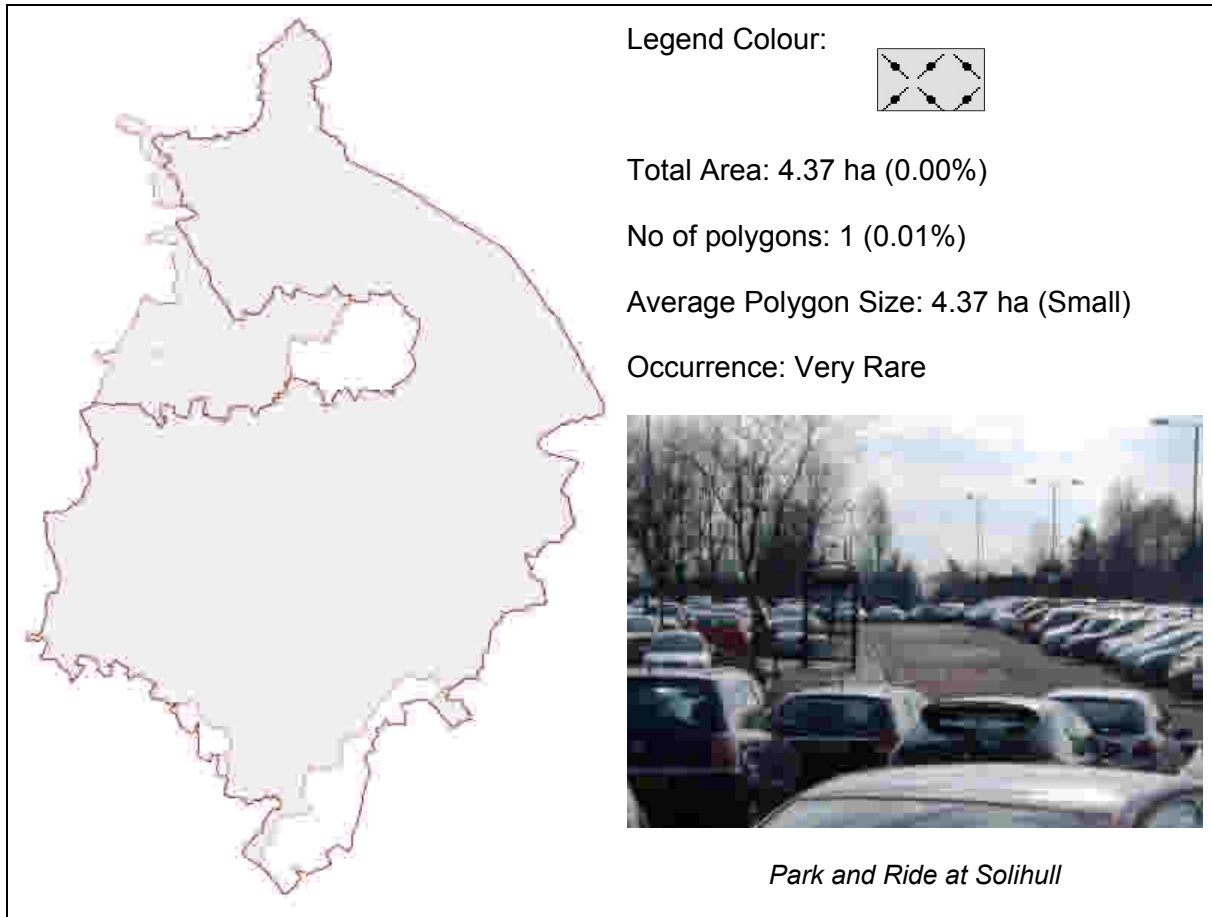 Legend Colour:
Total Area: 4.37 ha (0.00%)
No of polygons: 1 (0.01%)
Average Polygon Size: 4.37 ha (Small)
Occurrence: Very Rare
Park and Ride at Solihull